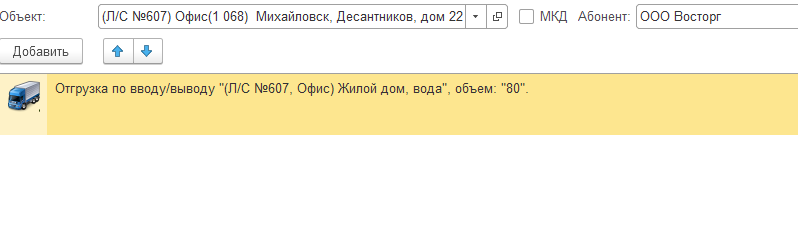 Объект: (Л/С №607) Офис(1 068)  Михайловск, Десантников, дом 22 МКД Абонент: ООО Восторг
Добавить
Отгрузка по вводу/выводу "(Л/С №607, Офис) Жилой дом, вода", объем: "80".